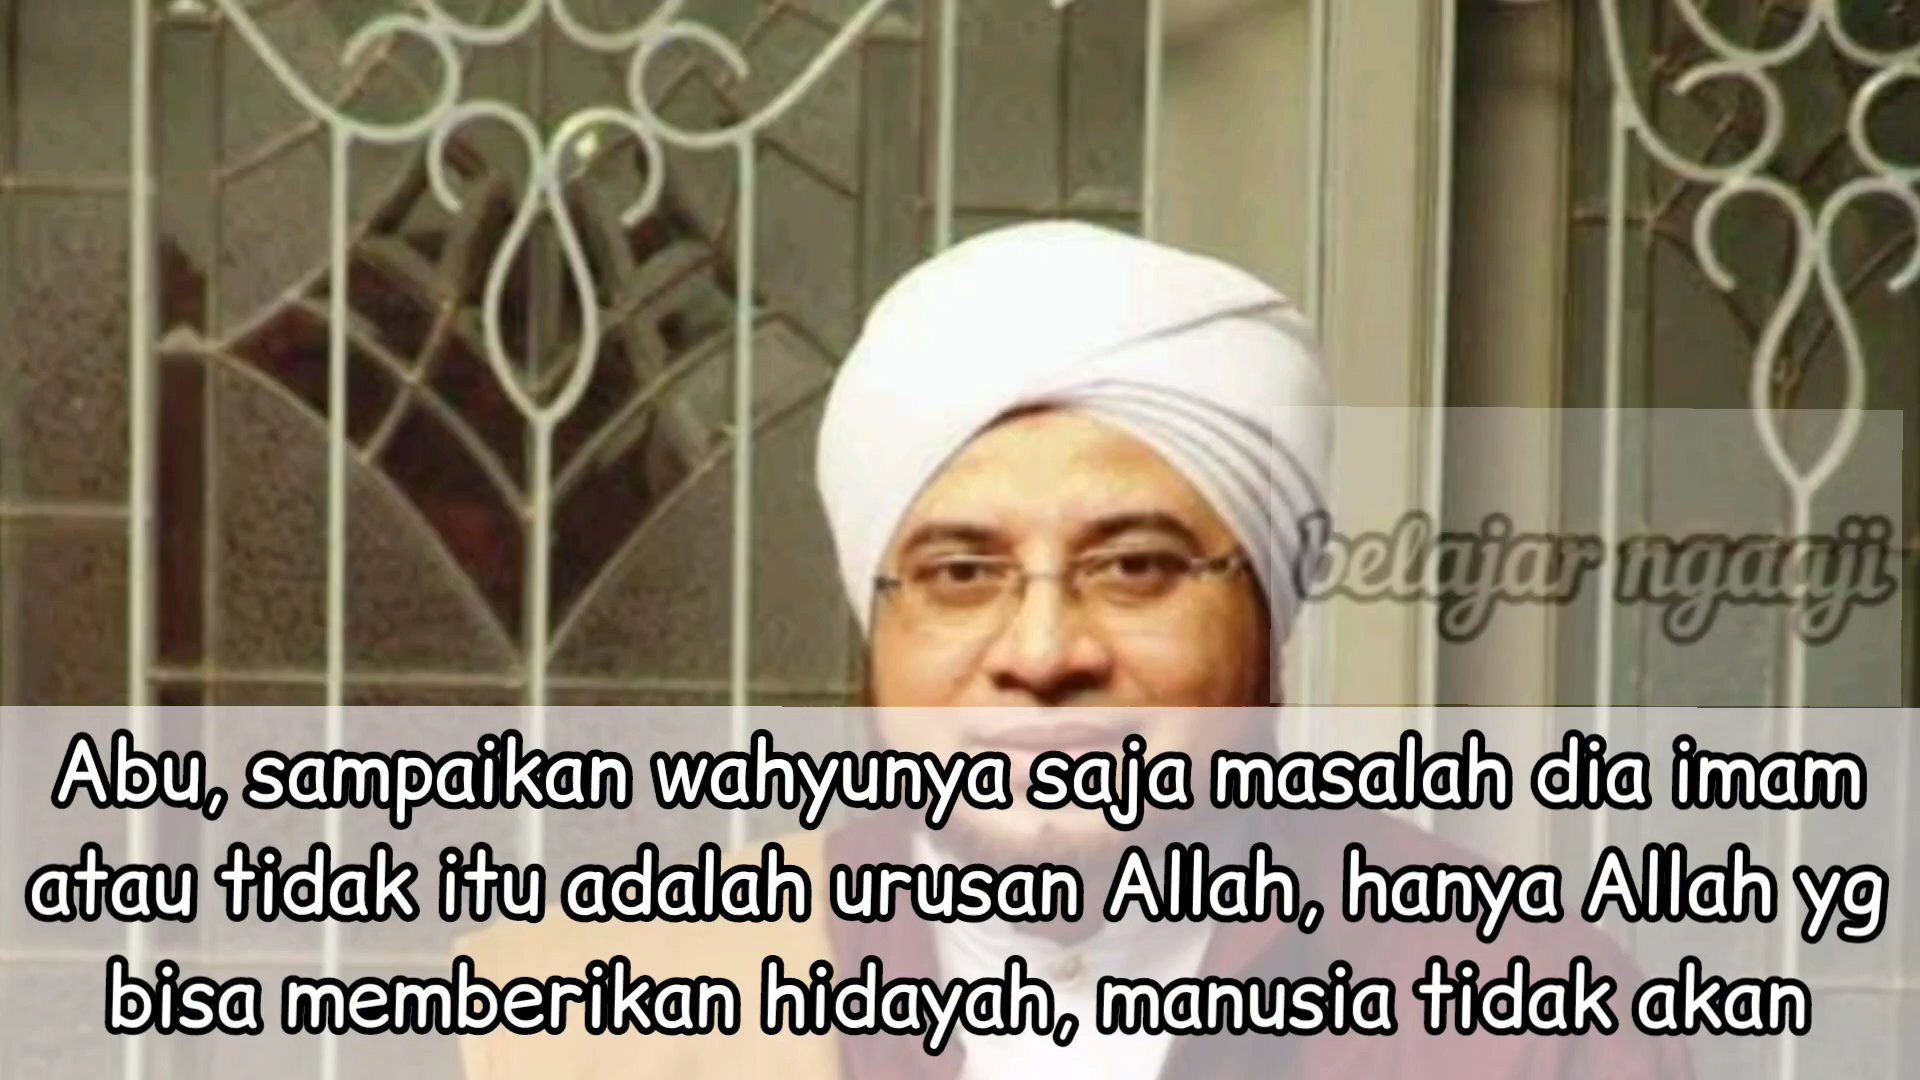 belajar ngaaji
Abu, sampaikan wahyunya saja masalah dia imam
atau tidak itu adalah urusan Allah, hanya Allah yg
bisa memberikan hidayah, manusia tidak akan